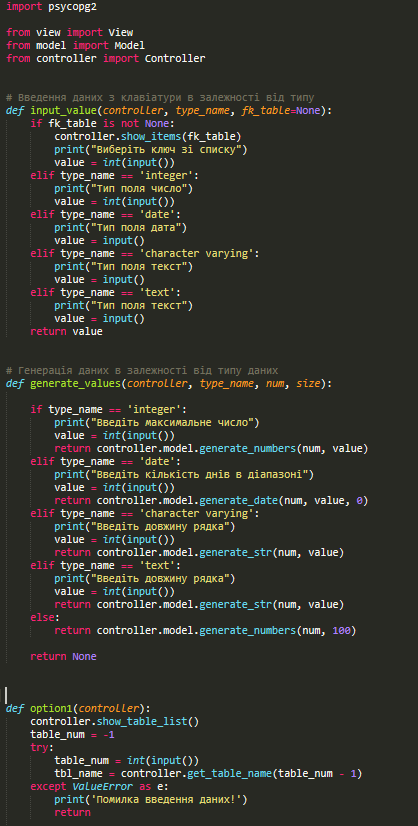 import psycopg2

from view import View
from model import Model
from controller import Controller


# Введення даних з клавіатури в залежності від типу
def input_value(controller, type_name, fk_table=None):
    if fk_table is not None:
        controller.show_items(fk_table)
        print("Виберіть ключ зі списку")
        value = int(input())
    elif type_name == 'integer':
        print("Тип поля число")
        value = int(input())
    elif type_name == 'date':
        print("Тип поля дата")
        value = input()
    elif type_name == 'character varying':
        print("Тип поля текст")
        value = input()
    elif type_name == 'text':
        print("Тип поля текст")
        value = input()
    return value


# Генерація даних в залежності від типу даних
def generate_values(controller, type_name, num, size):

    if type_name == 'integer':
        print("Введіть максимальне число")
        value = int(input())
        return controller.model.generate_numbers(num, value)
    elif type_name == 'date':
        print("Введіть кількість днів в діапазоні")
        value = int(input())
        return controller.model.generate_date(num, value, 0)
    elif type_name == 'character varying':
        print("Введіть довжину рядка")
        value = int(input())
        return controller.model.generate_str(num, value)
    elif type_name == 'text':
        print("Введіть довжину рядка")
        value = int(input())
        return controller.model.generate_str(num, value)
    else:
        return controller.model.generate_numbers(num, 100)

    return None


def option1(controller):
    controller.show_table_list()
    table_num = -1
    try:
        table_num = int(input())
        tbl_name = controller.get_table_name(table_num - 1)
    except ValueError as e:
        print('Помилка введення даних!')
        return